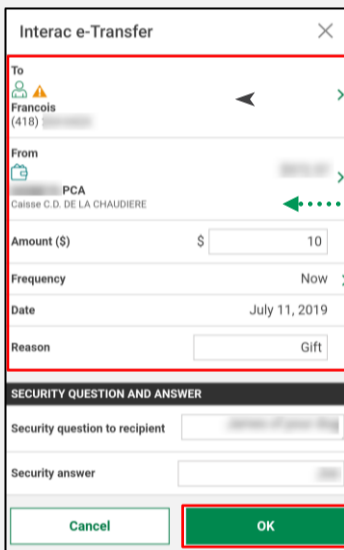 Interac e-Transfer
To
Francois
(418)
From
PCA
Caisse C.D. DE LA CHAUDIERE
Amount ($) $ 10
Frequency Now
Date July 11, 2019
Reason Gift
SECURITY QUESTION AND ANSWER
Security question to recipient
Security answer
Cancel OK